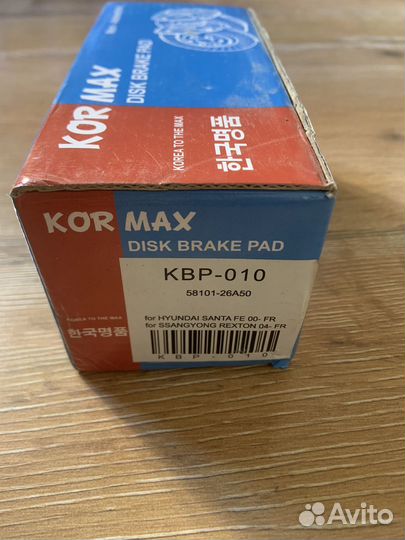 KOR MAX
DISK BRAKE PAD
KOREA TO THE MAX
한국명품
KOR MAX
DISK BRAKE PAD
KOREA TO THE MAX
한국명품
KBP-010
58101-26A50
for HYUNDAI SANTA FE 00- FR
for SSANGYONG REXTON 04- FR
KBP-010
Avito